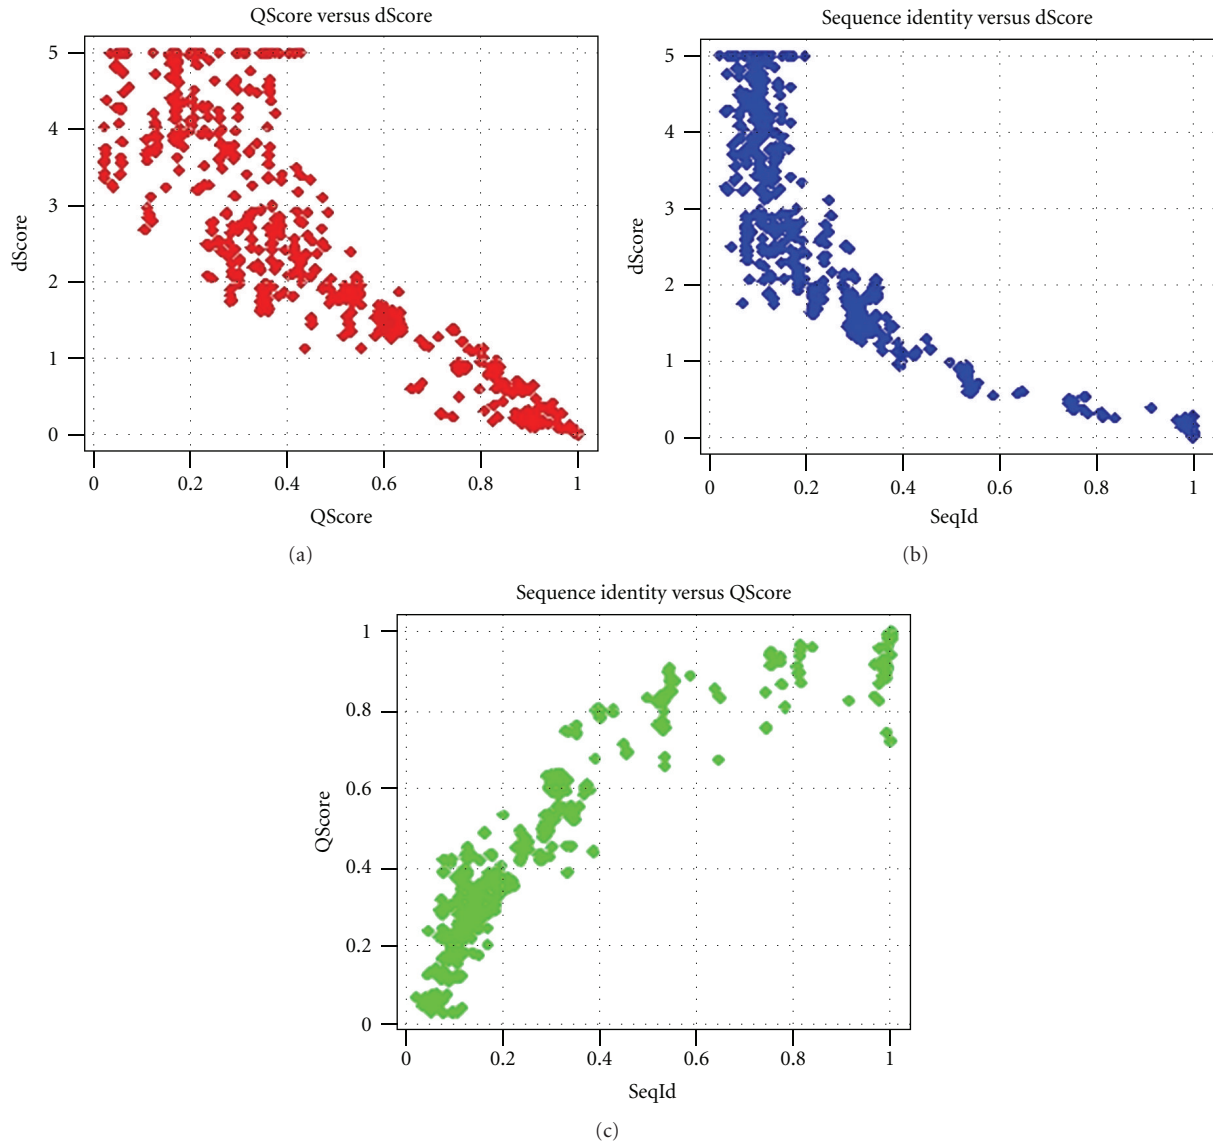 QScore versus dScore
5
4
3
2
1
0
dScore
0 0.2 0.4 0.6 0.8 1
QScore
(a)
Sequence identity versus dScore
5
4
3
2
1
0
dScore
0 0.2 0.4 0.6 0.8 1
SeqId
(b)
Sequence identity versus QScore
1
0.8
0.6
0.4
0.2
0
QScore
0 0.2 0.4 0.6 0.8 1
SeqId
(c)